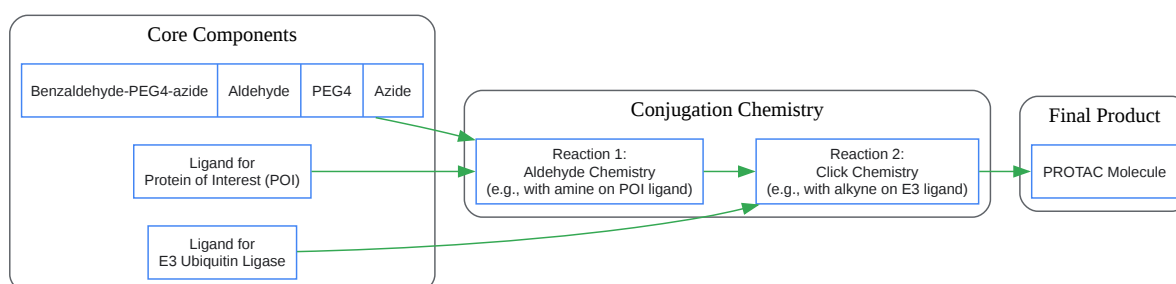 Core Components
Benzaldehyde-PEG4-azide
Aldehyde
PEG4
Azide
Ligand for
Protein of Interest (POI)
Ligand for
E3 Ubiquitin Ligase
Conjugation Chemistry
Reaction 1:
Aldehyde Chemistry
(e.g., with amine on POI ligand)
Reaction 2:
Click Chemistry
(e.g., with alkyne on E3 ligand)
Final Product
PROTAC Molecule